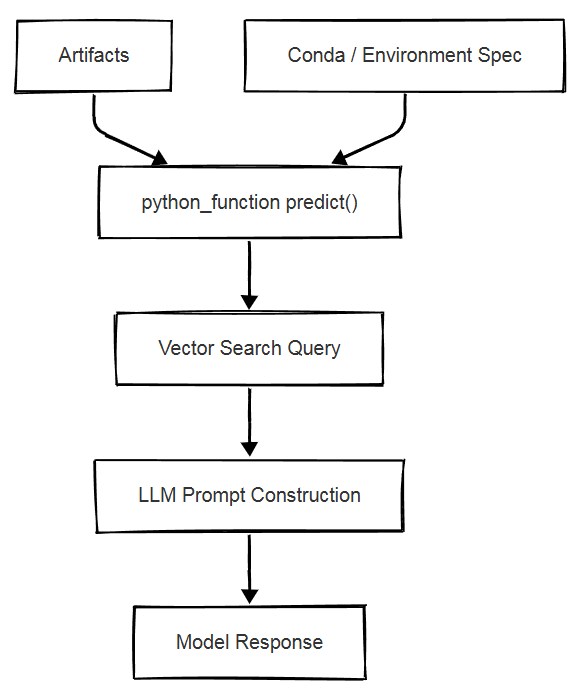 Artifacts
Conda / Environment Spec
python_function predict()
Vector Search Query
LLM Prompt Construction
Model Response